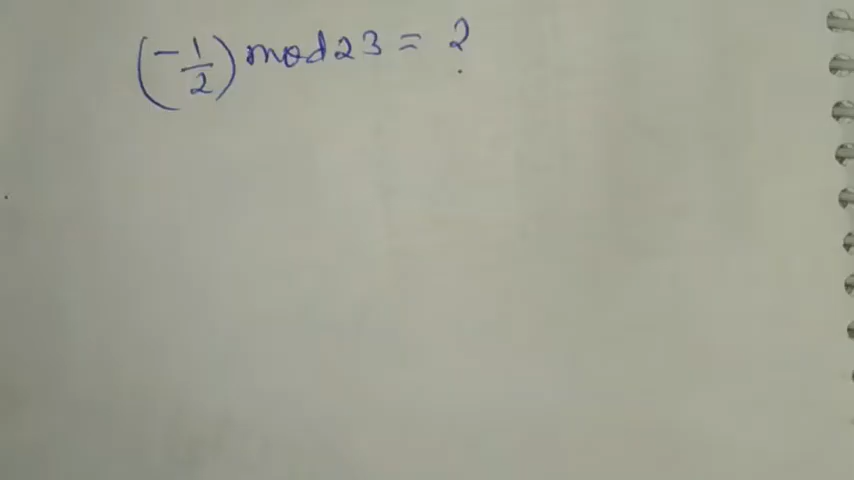 (-1/2) mod 23 = ?